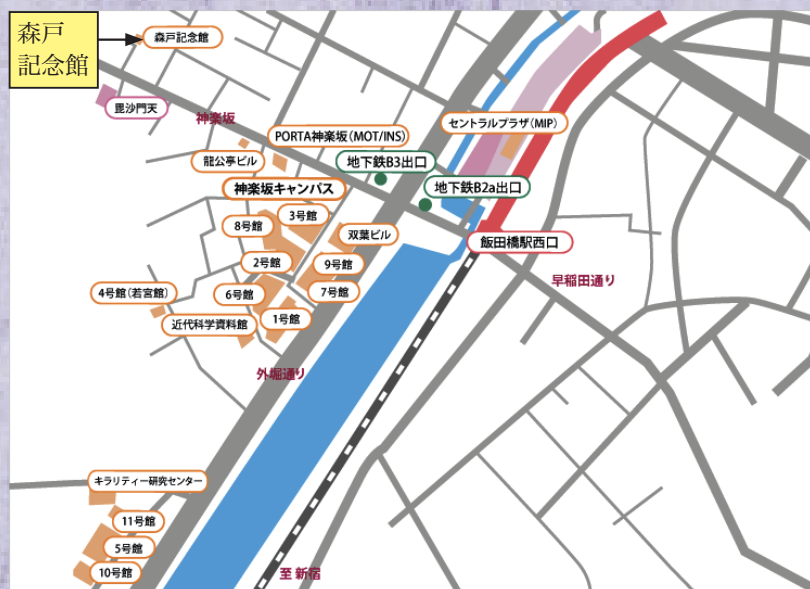 森戸
記念館
森戸記念館
毘沙門天
神楽坂
PORTA神楽坂(MOT/INS)
セントラルプラザ(MIP)
龍公亭ビル
地下鉄B3出口
神楽坂キャンパス
地下鉄B2a出口
3号館
8号館
双葉ビル
飯田橋駅西口
2号館
9号館
早稲田通り
4号館(若宮館)
6号館
7号館
近代科学資料館
1号館
外堀通り
キラリティー研究センター
11号館
5号館
10号館
至 新宿